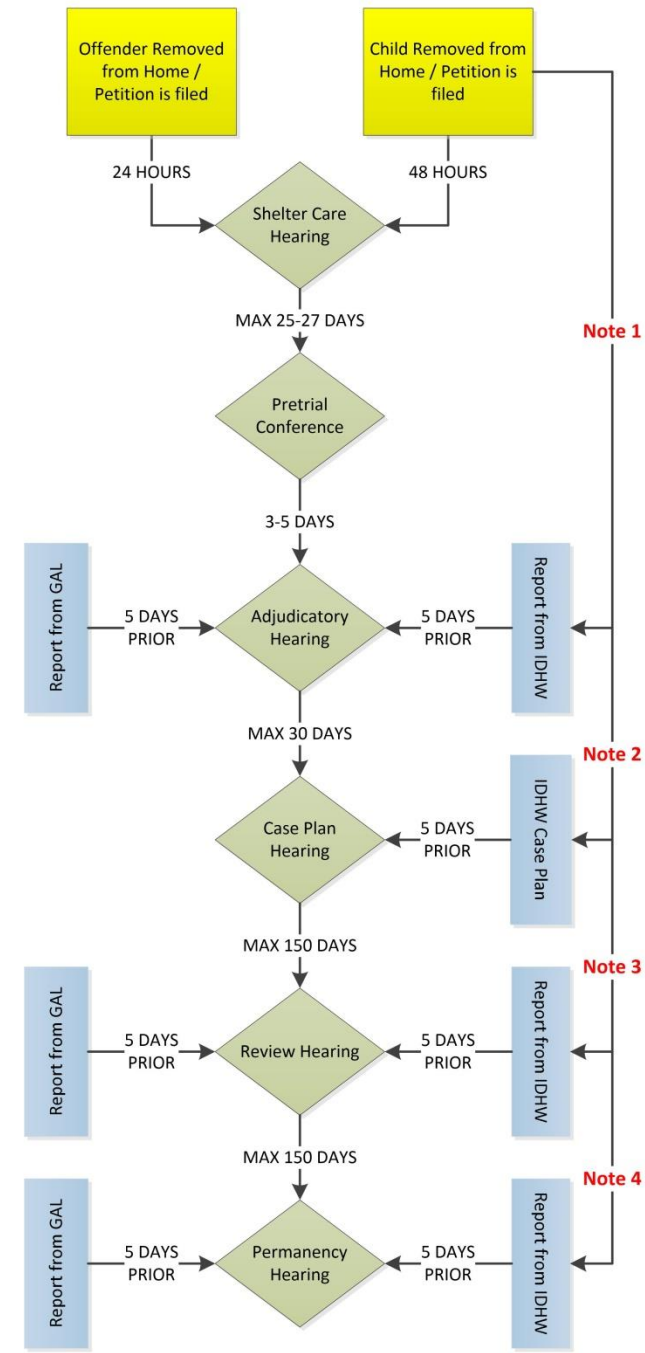 Offender Removed
from Home /
Petition is filed
Child Removed from
Home / Petition is
filed
24 HOURS
48 HOURS
Shelter Care
Hearing
MAX 25-27 DAYS
Note 1
Pretrial
Conference
3-5 DAYS
Report from GAL
5 DAYS
PRIOR
Adjudicatory
Hearing
5 DAYS
PRIOR
Report from IDHW
MAX 30 DAYS
Note 2
Case Plan
Hearing
5 DAYS
PRIOR
IDHW Case Plan
MAX 150 DAYS
Note 3
Report from GAL
5 DAYS
PRIOR
Review Hearing
5 DAYS
PRIOR
Report from IDHW
MAX 150 DAYS
Note 4
Report from GAL
5 DAYS
PRIOR
Permanency
Hearing
5 DAYS
PRIOR
Report from IDHW